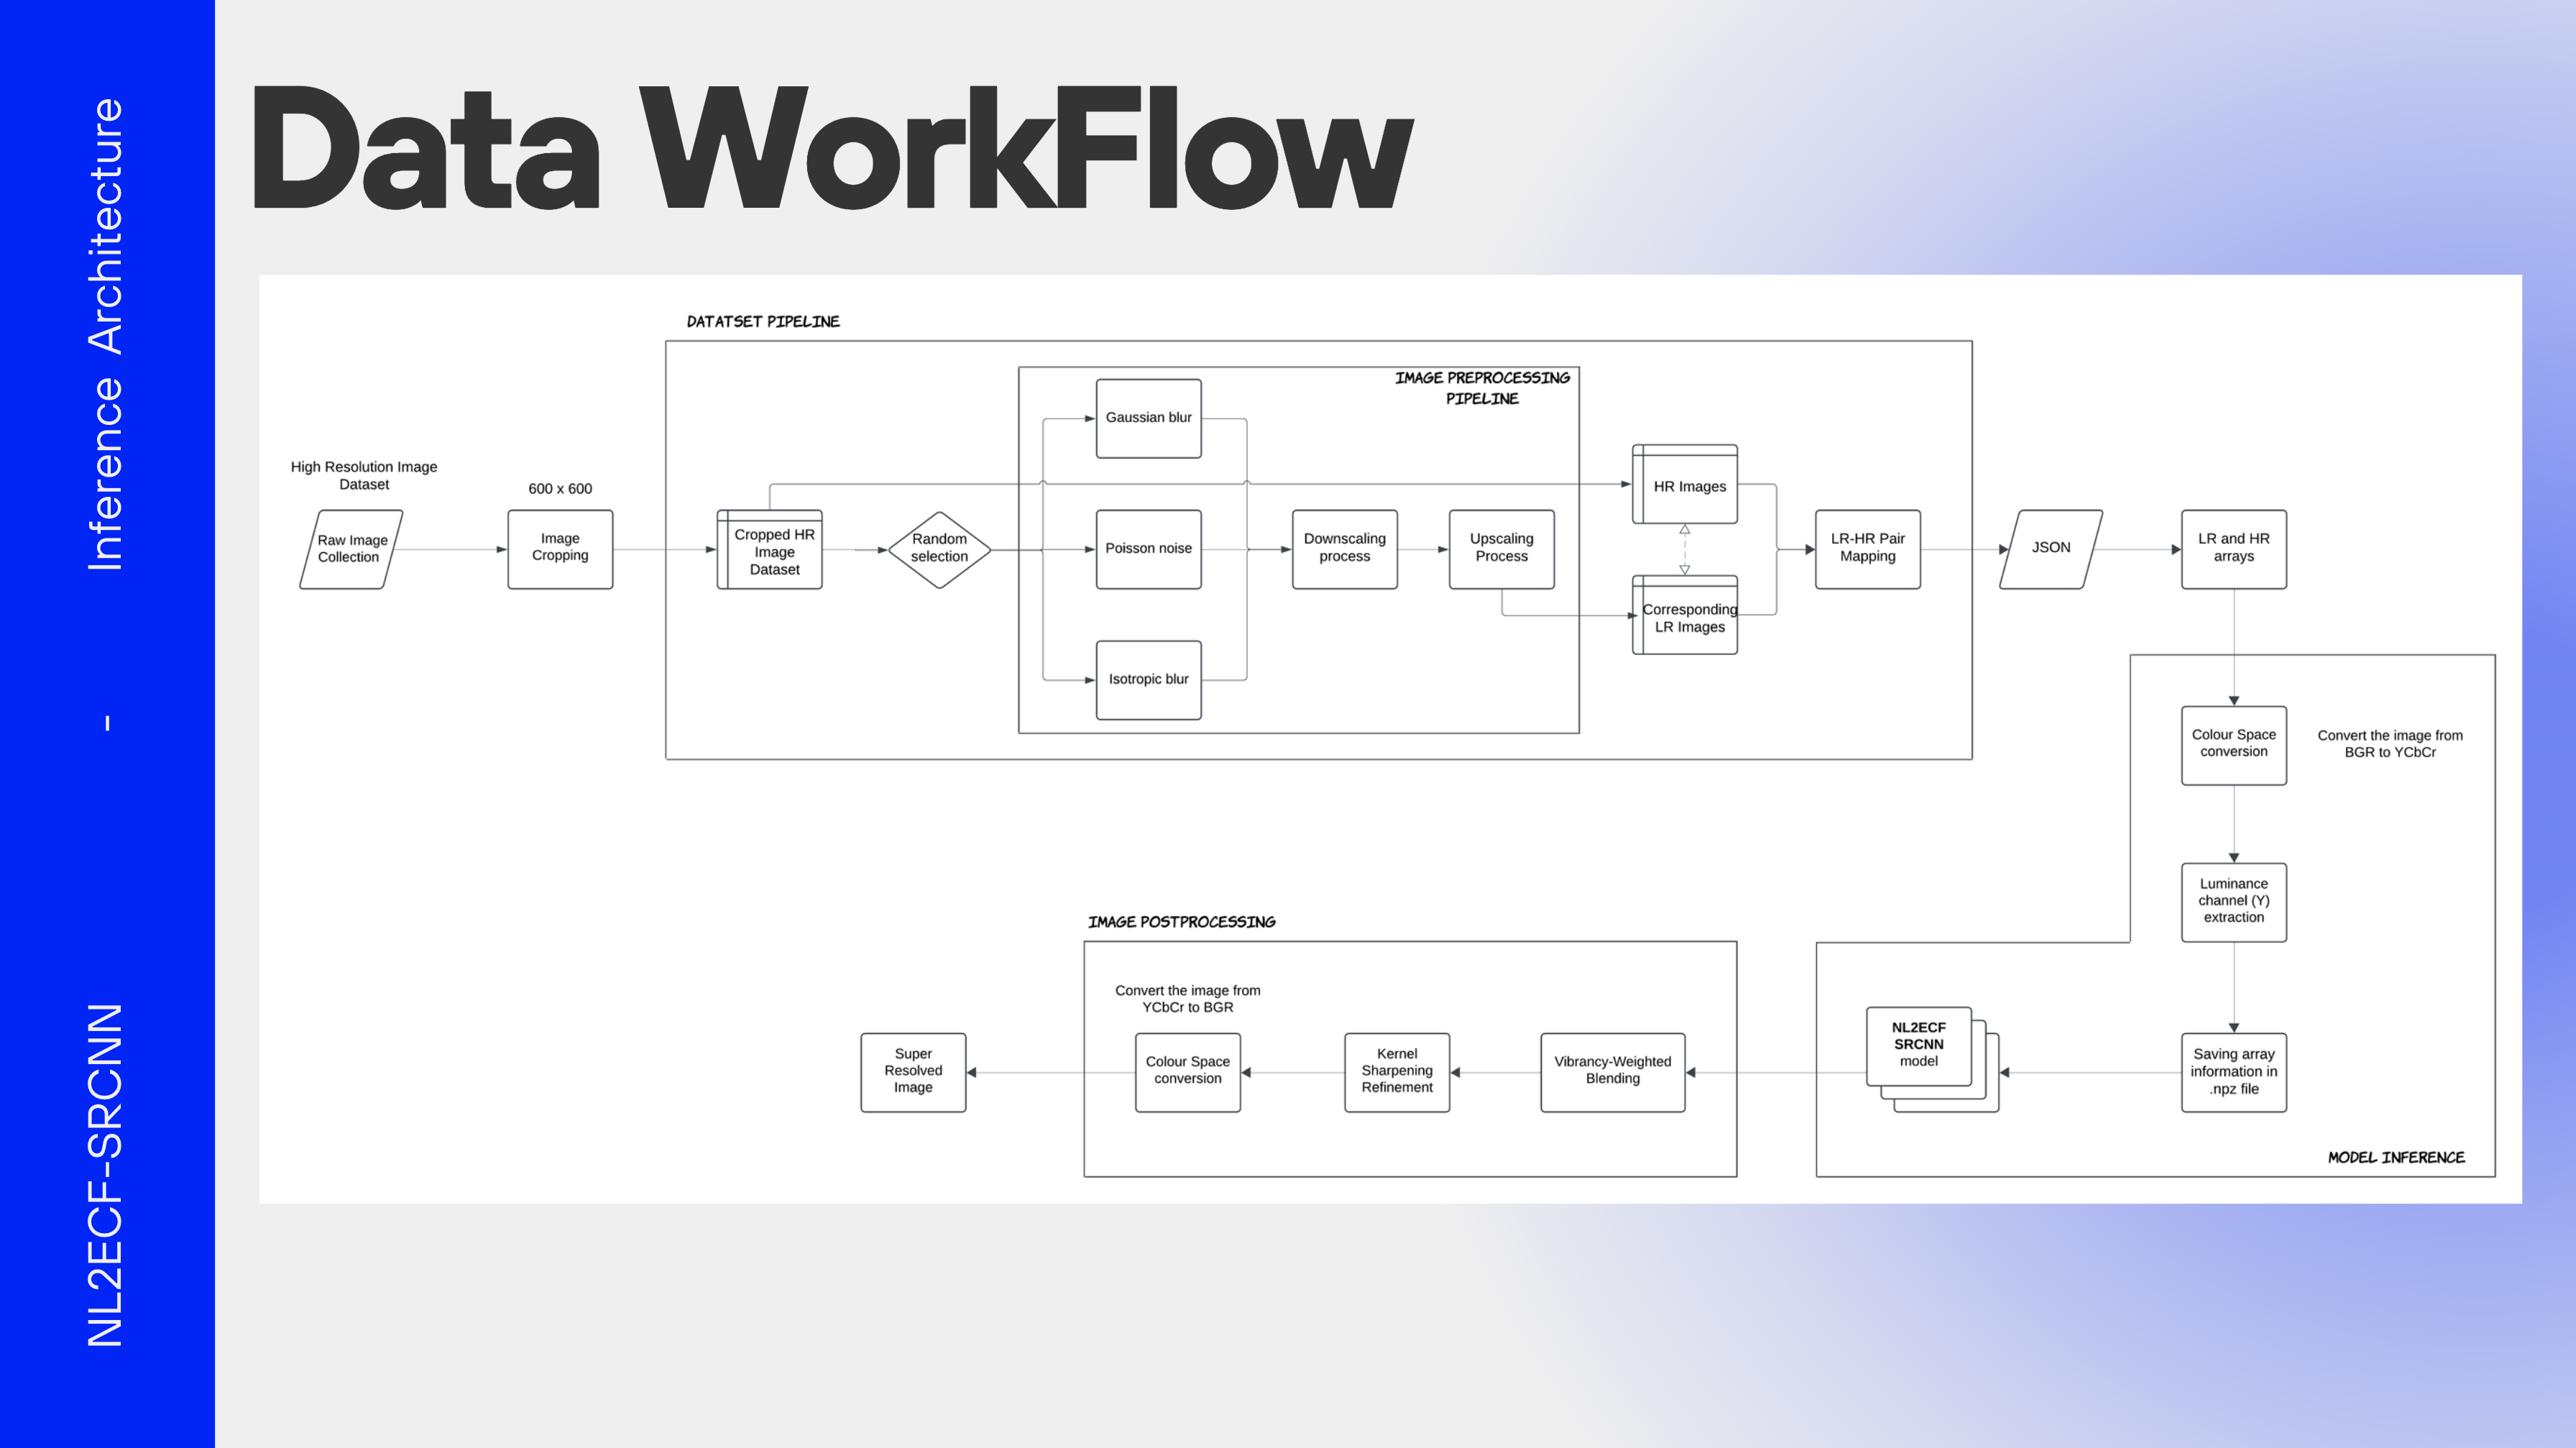 Data WorkFlow
NL2ECF-SRCNN - Inference Architecture
DATATSET PIPELINE
IMAGE PREPROCESSING
PIPELINE
High Resolution Image
Dataset
Raw Image
Collection
600 x 600
Image
Cropping
Cropped HR
Image
Dataset
Random
selection
Gaussian blur
Poisson noise
Isotropic blur
Downscaling
process
Upscaling
Process
HR Images
Corresponding
LR Images
LR-HR Pair
Mapping
JSON
LR and HR
arrays
Colour Space
conversion
Convert the image from
BGR to YCbCr
Luminance
channel (Y)
extraction
Saving array
information in
.npz file
MODEL INFERENCE
NL2ECF
SRCNN
model
IMAGE POSTPROCESSING
Vibrancy-Weighted
Blending
Kernel
Sharpening
Refinement
Convert the image from
YCbCr to BGR
Colour Space
conversion
Super
Resolved
Image